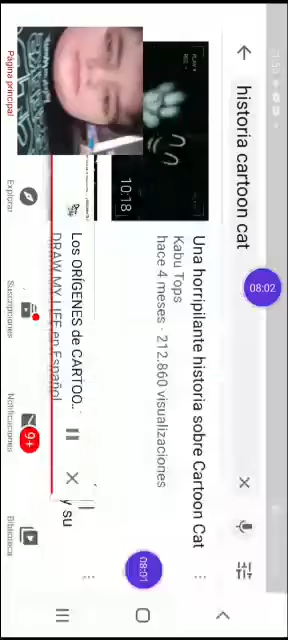 historia cartoon cat
08:02
PLAY
10:18
Una horripilante historia sobre Cartoon Cat
Kabu Tops
hace 4 meses · 212.860 visualizaciones
Los ORÍGENES de CARTOO...
DRAW MY LIFE en Español
y su
08:01
Página principal
Explorar
Suscripciones
9+
Notificaciones
Biblioteca